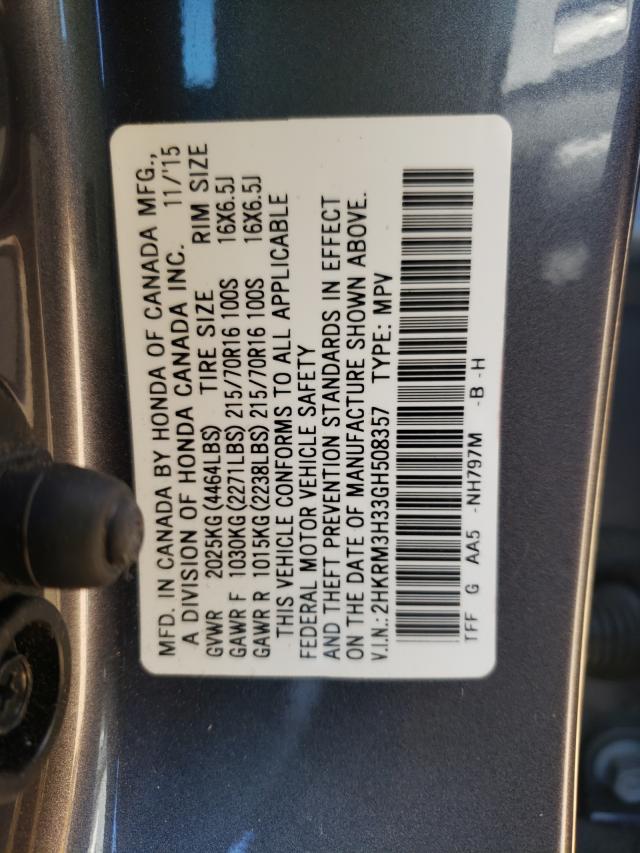 MFD. IN CANADA BY HONDA OF CANADA MFG.,
A DIVISION OF HONDA CANADA INC. 11/'15
GVWR 2025KG(4464LBS) TIRE SIZE RIM SIZE
GAWR F 1030KG(2271LBS) 215/70R16 100S 16X6.5J
GAWR R 1015KG(2238LBS) 215/70R16 100S 16X6.5J
THIS VEHICLE CONFORMS TO ALL APPLICABLE
FEDERAL MOTOR VEHICLE SAFETY
AND THEFT PREVENTION STANDARDS IN EFFECT
ON THE DATE OF MANUFACTURE SHOWN ABOVE.
V.I.N.:2HKRM3H33GH508357 TYPE: MPV
TFF G AA5 -NH797M -B -H